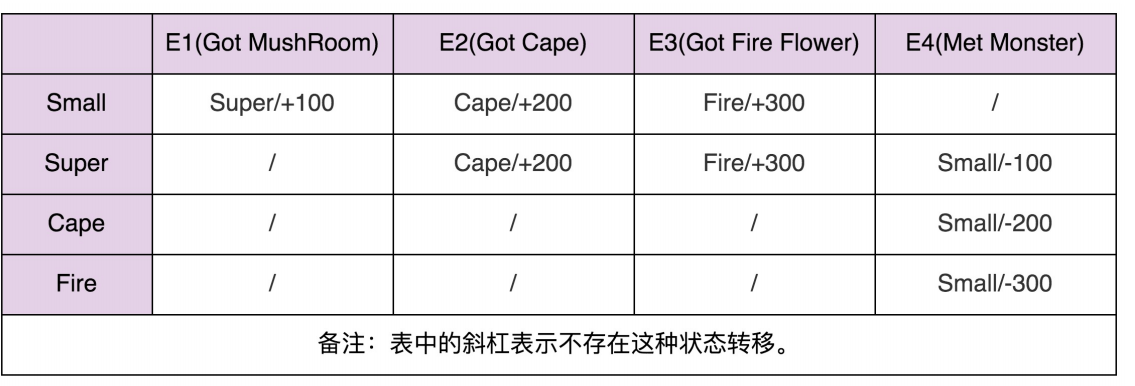 E1(Got MushRoom) E2(Got Cape) E3(Got Fire Flower) E4(Met Monster)
Small Super/+100 Cape/+200 Fire/+300 /
Super / Cape/+200 Fire/+300 Small/-100
Cape / / / Small/-200
Fire / / / Small/-300
备注：表中的斜杠表示不存在这种状态转移。